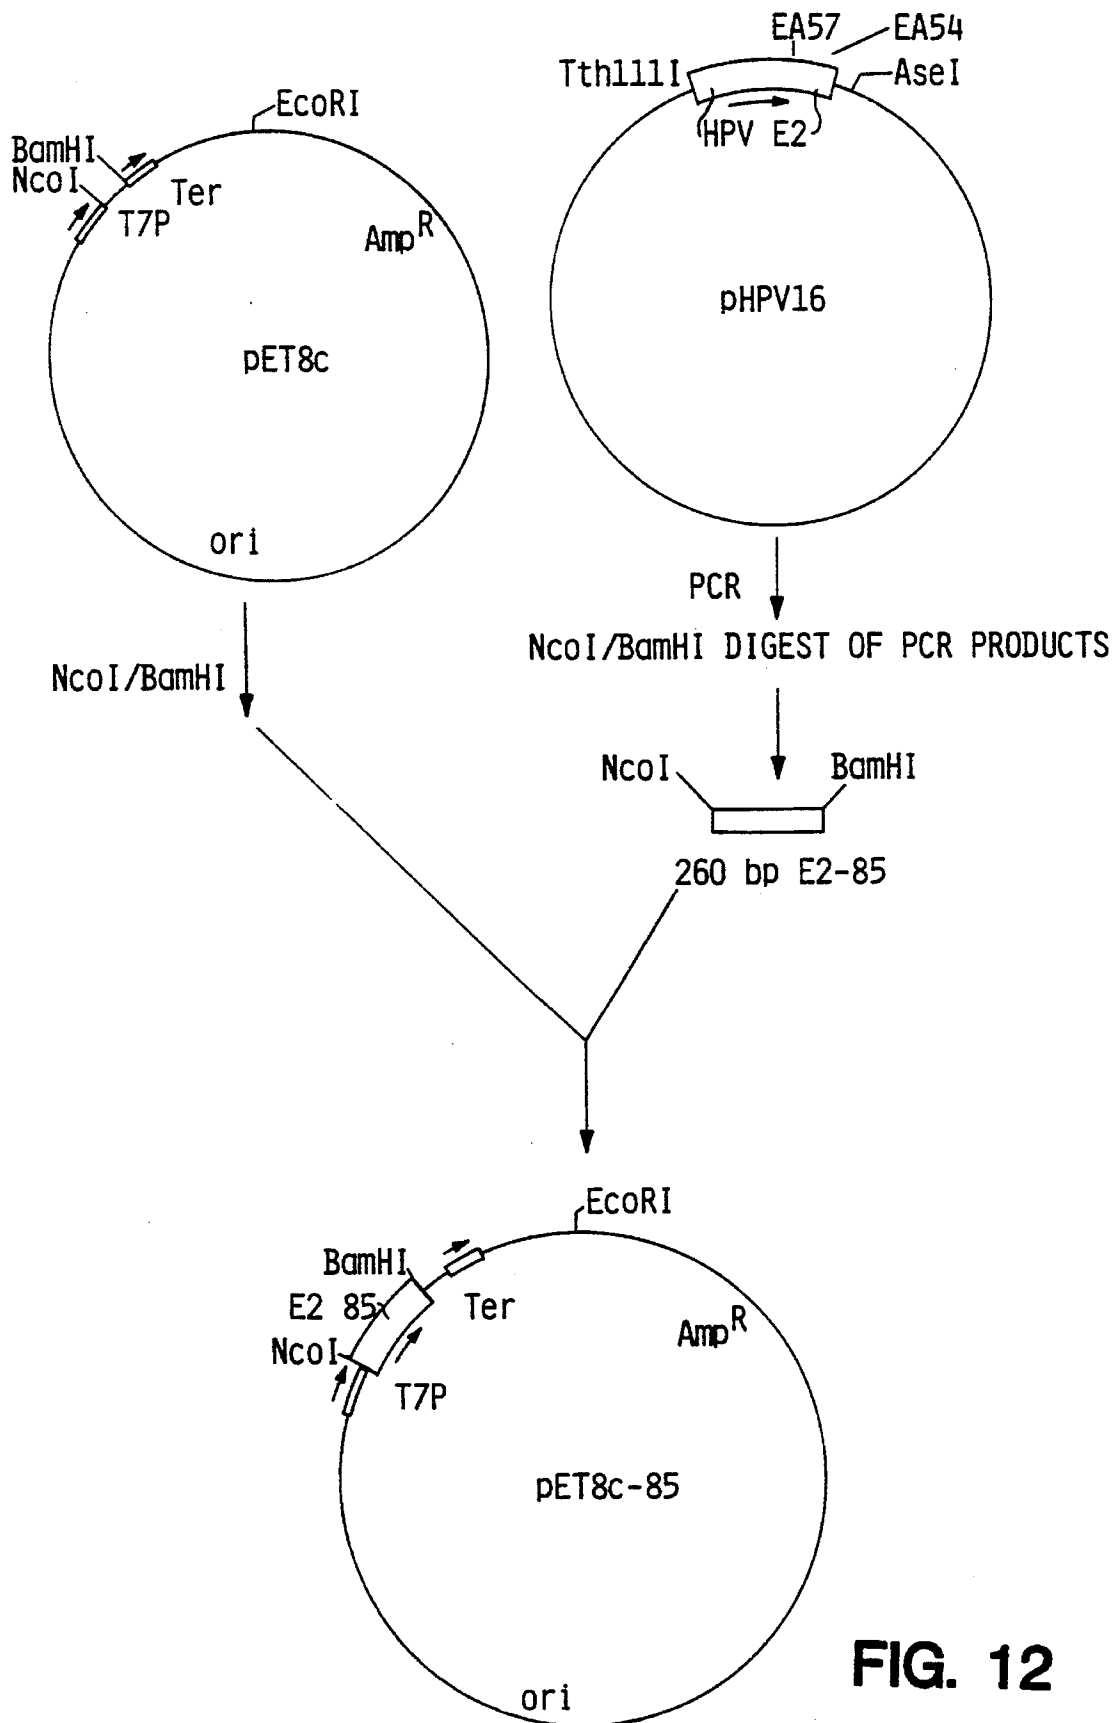 EA57
EA54
Tth111I
AseI
HPV E2
pHPV16
EcoRI
BamHI
NcoI
Ter
T7P
Amp^R
pET8c
ori
PCR
NcoI/BamHI DIGEST OF PCR PRODUCTS
NcoI/BamHI
NcoI
BamHI
260 bp E2-85
EcoRI
BamHI
E2 85
NcoI
Ter
T7P
Amp^R
pET8c-85
ori
FIG. 12